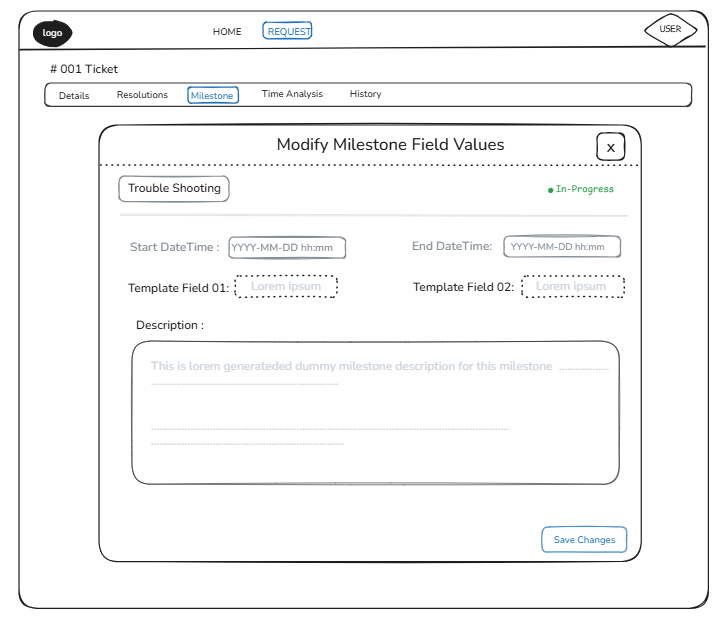 logo HOME REQUEST USER
# 001 Ticket
Details Resolutions Milestone Time Analysis History
Modify Milestone Field Values x
Trouble Shooting In-Progress
Start DateTime : YYYY-MM-DD hh:mm End DateTime: YYYY-MM-DD hh:mm
Template Field 01: Lorem ipsum Template Field 02: Lorem ipsum
Description :
This is lorem generateded dummy milestone description for this milestone
Save Changes